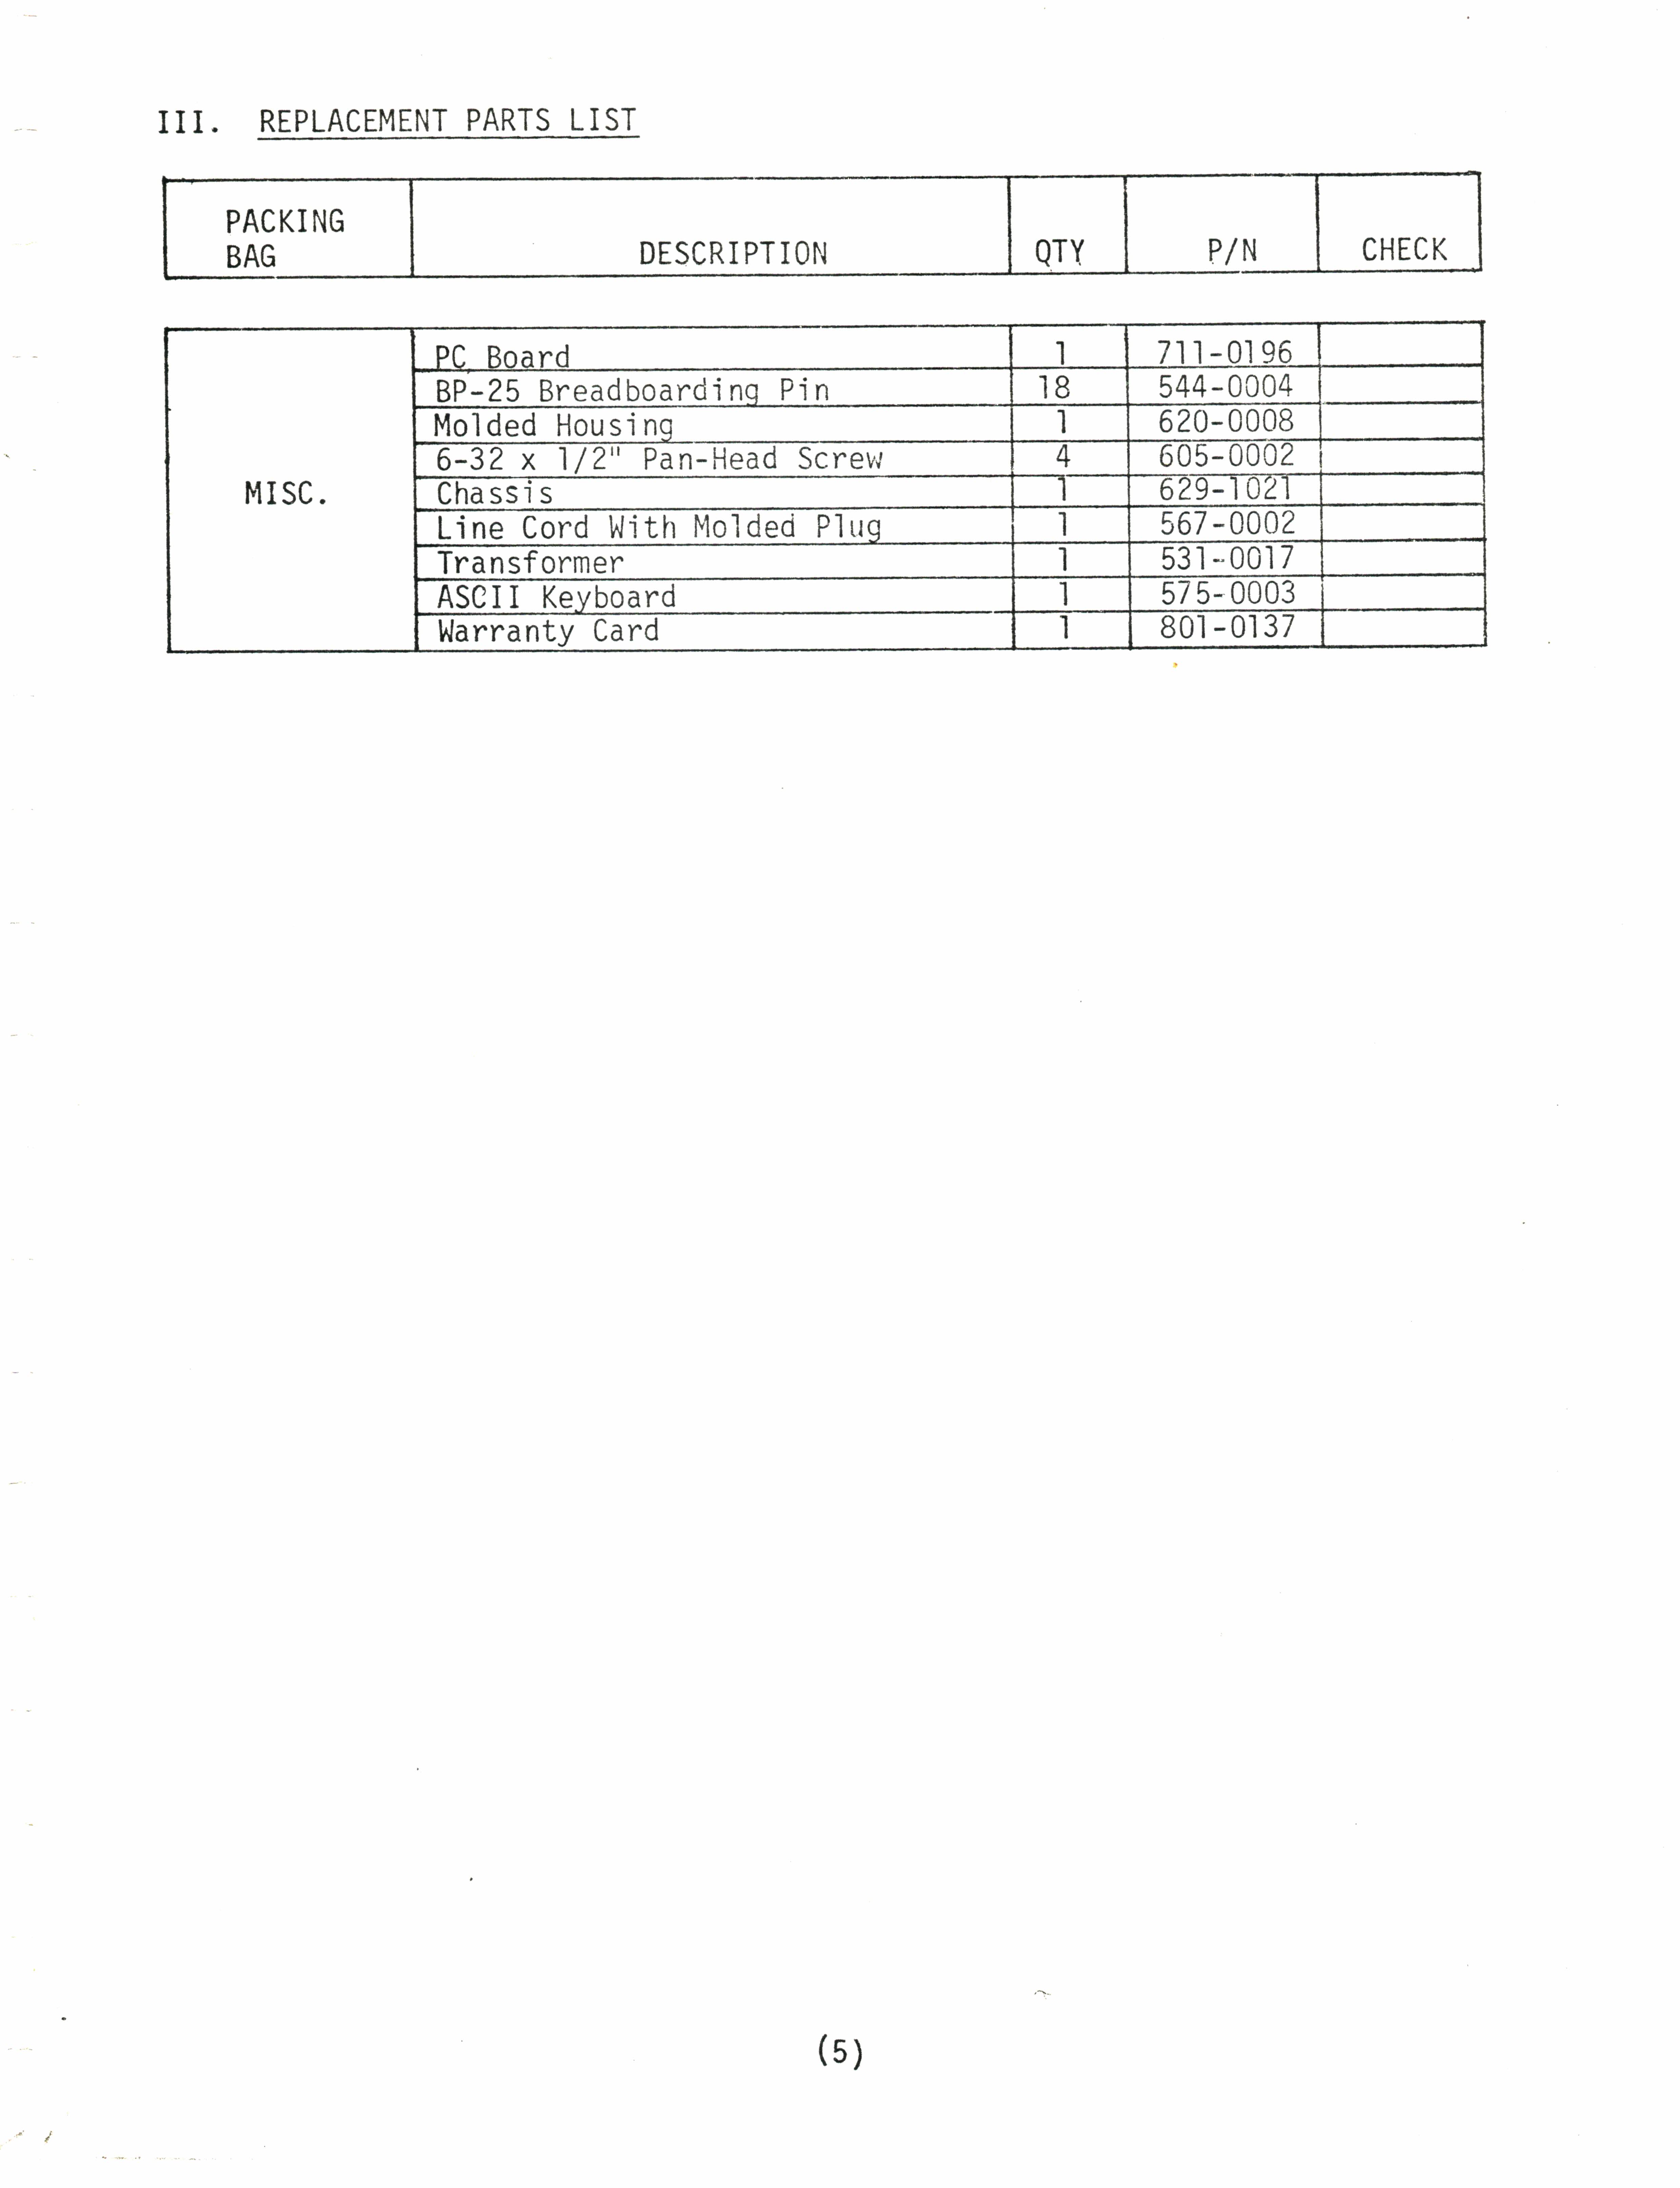 III. REPLACEMENT PARTS LIST
PACKING
BAG DESCRIPTION QTY P/N CHECK
PC Board 1 711-0196
BP-25 Breadboarding Pin 18 544-0004
Molded Housing 1 620-0008
6-32 x 1/2" Pan-Head Screw 4 605-0002
MISC. Chassis 1 629-1021
Line Cord With Molded Plug 1 567-0002
Transformer 1 531-0017
ASCII Keyboard 1 575-0003
Warranty Card 1 801-0137
(5)